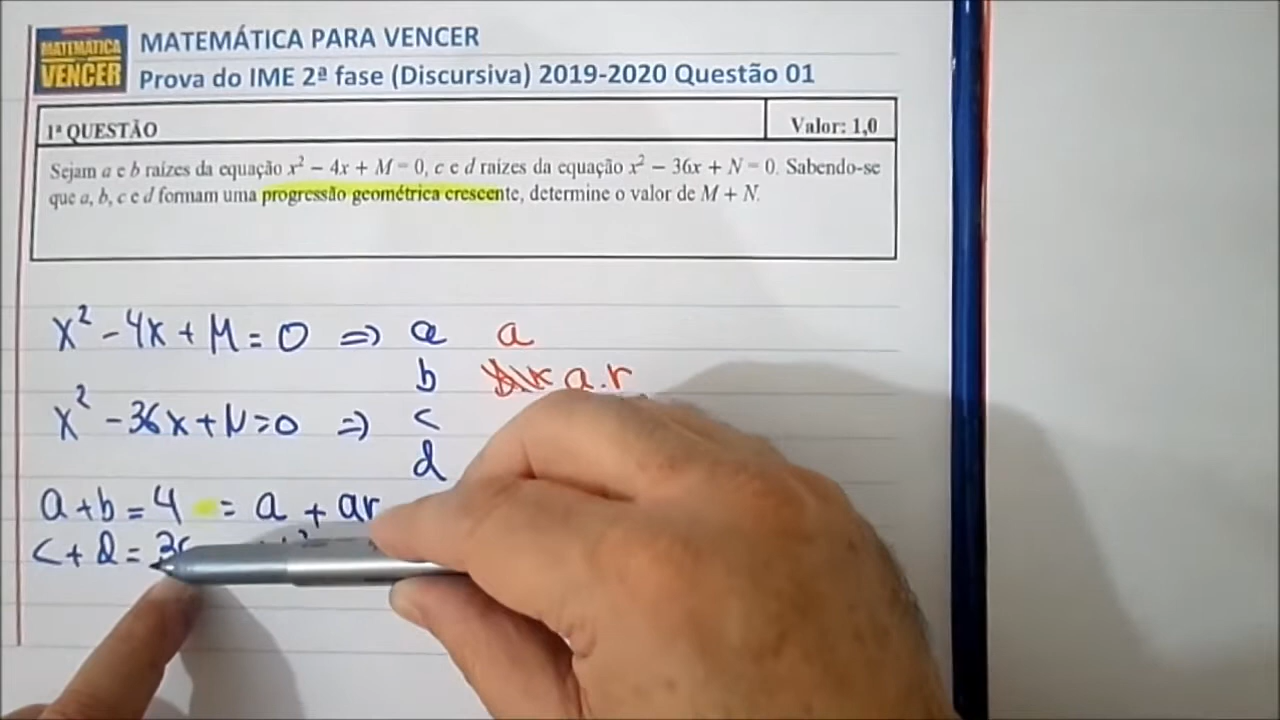 MATEMÁTICA
VENCER
MATEMÁTICA PARA VENCER
Prova do IME 2ª fase (Discursiva) 2019-2020 Questão 01
1ª QUESTÃO
Valor: 1,0
Sejam a e b raízes da equação x² − 4x + M = 0, c e d raízes da equação x² − 36x + N = 0. Sabendo-se
que a, b, c e d formam uma progressão geométrica crescente, determine o valor de M + N.
x² - 4x + M = 0 => a a
b a.r
x² - 36x + N = 0 => c
d
a + b = 4 = a + ar
c + d =